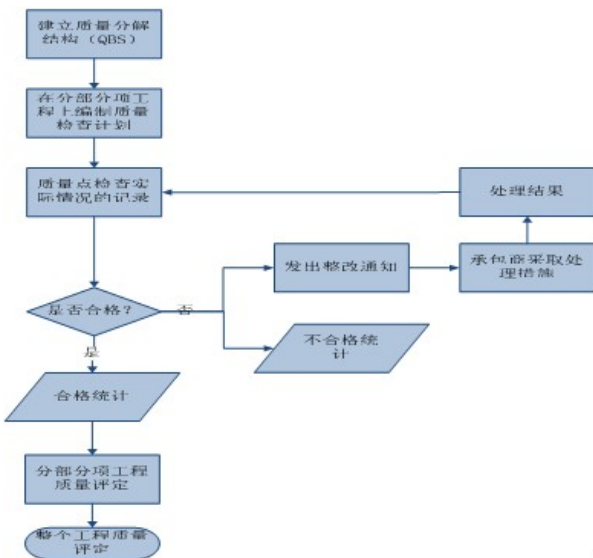 建立质量分解
结构（QBS）
在分部分项工
程上编制质量
检查计划
质量点检查实
际情况的记录
处理结果
发出整改通知
承包商采取处
理措施
是否合格？
否
不合格统
计
是
合格统计
分部分项工程
质量评定
整个工程质量
评定